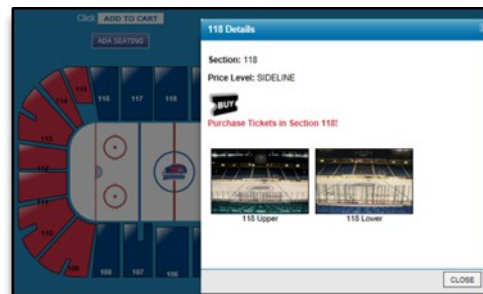 Click ADD TO CART
ADA SEATING
118 Details
Section: 118
Price Level: SIDELINE
BUY
Purchase Tickets in Section 118!
118 Upper
118 Lower
CLOSE
115
116
117
118
114
113
112
111
110
109
108
107
106